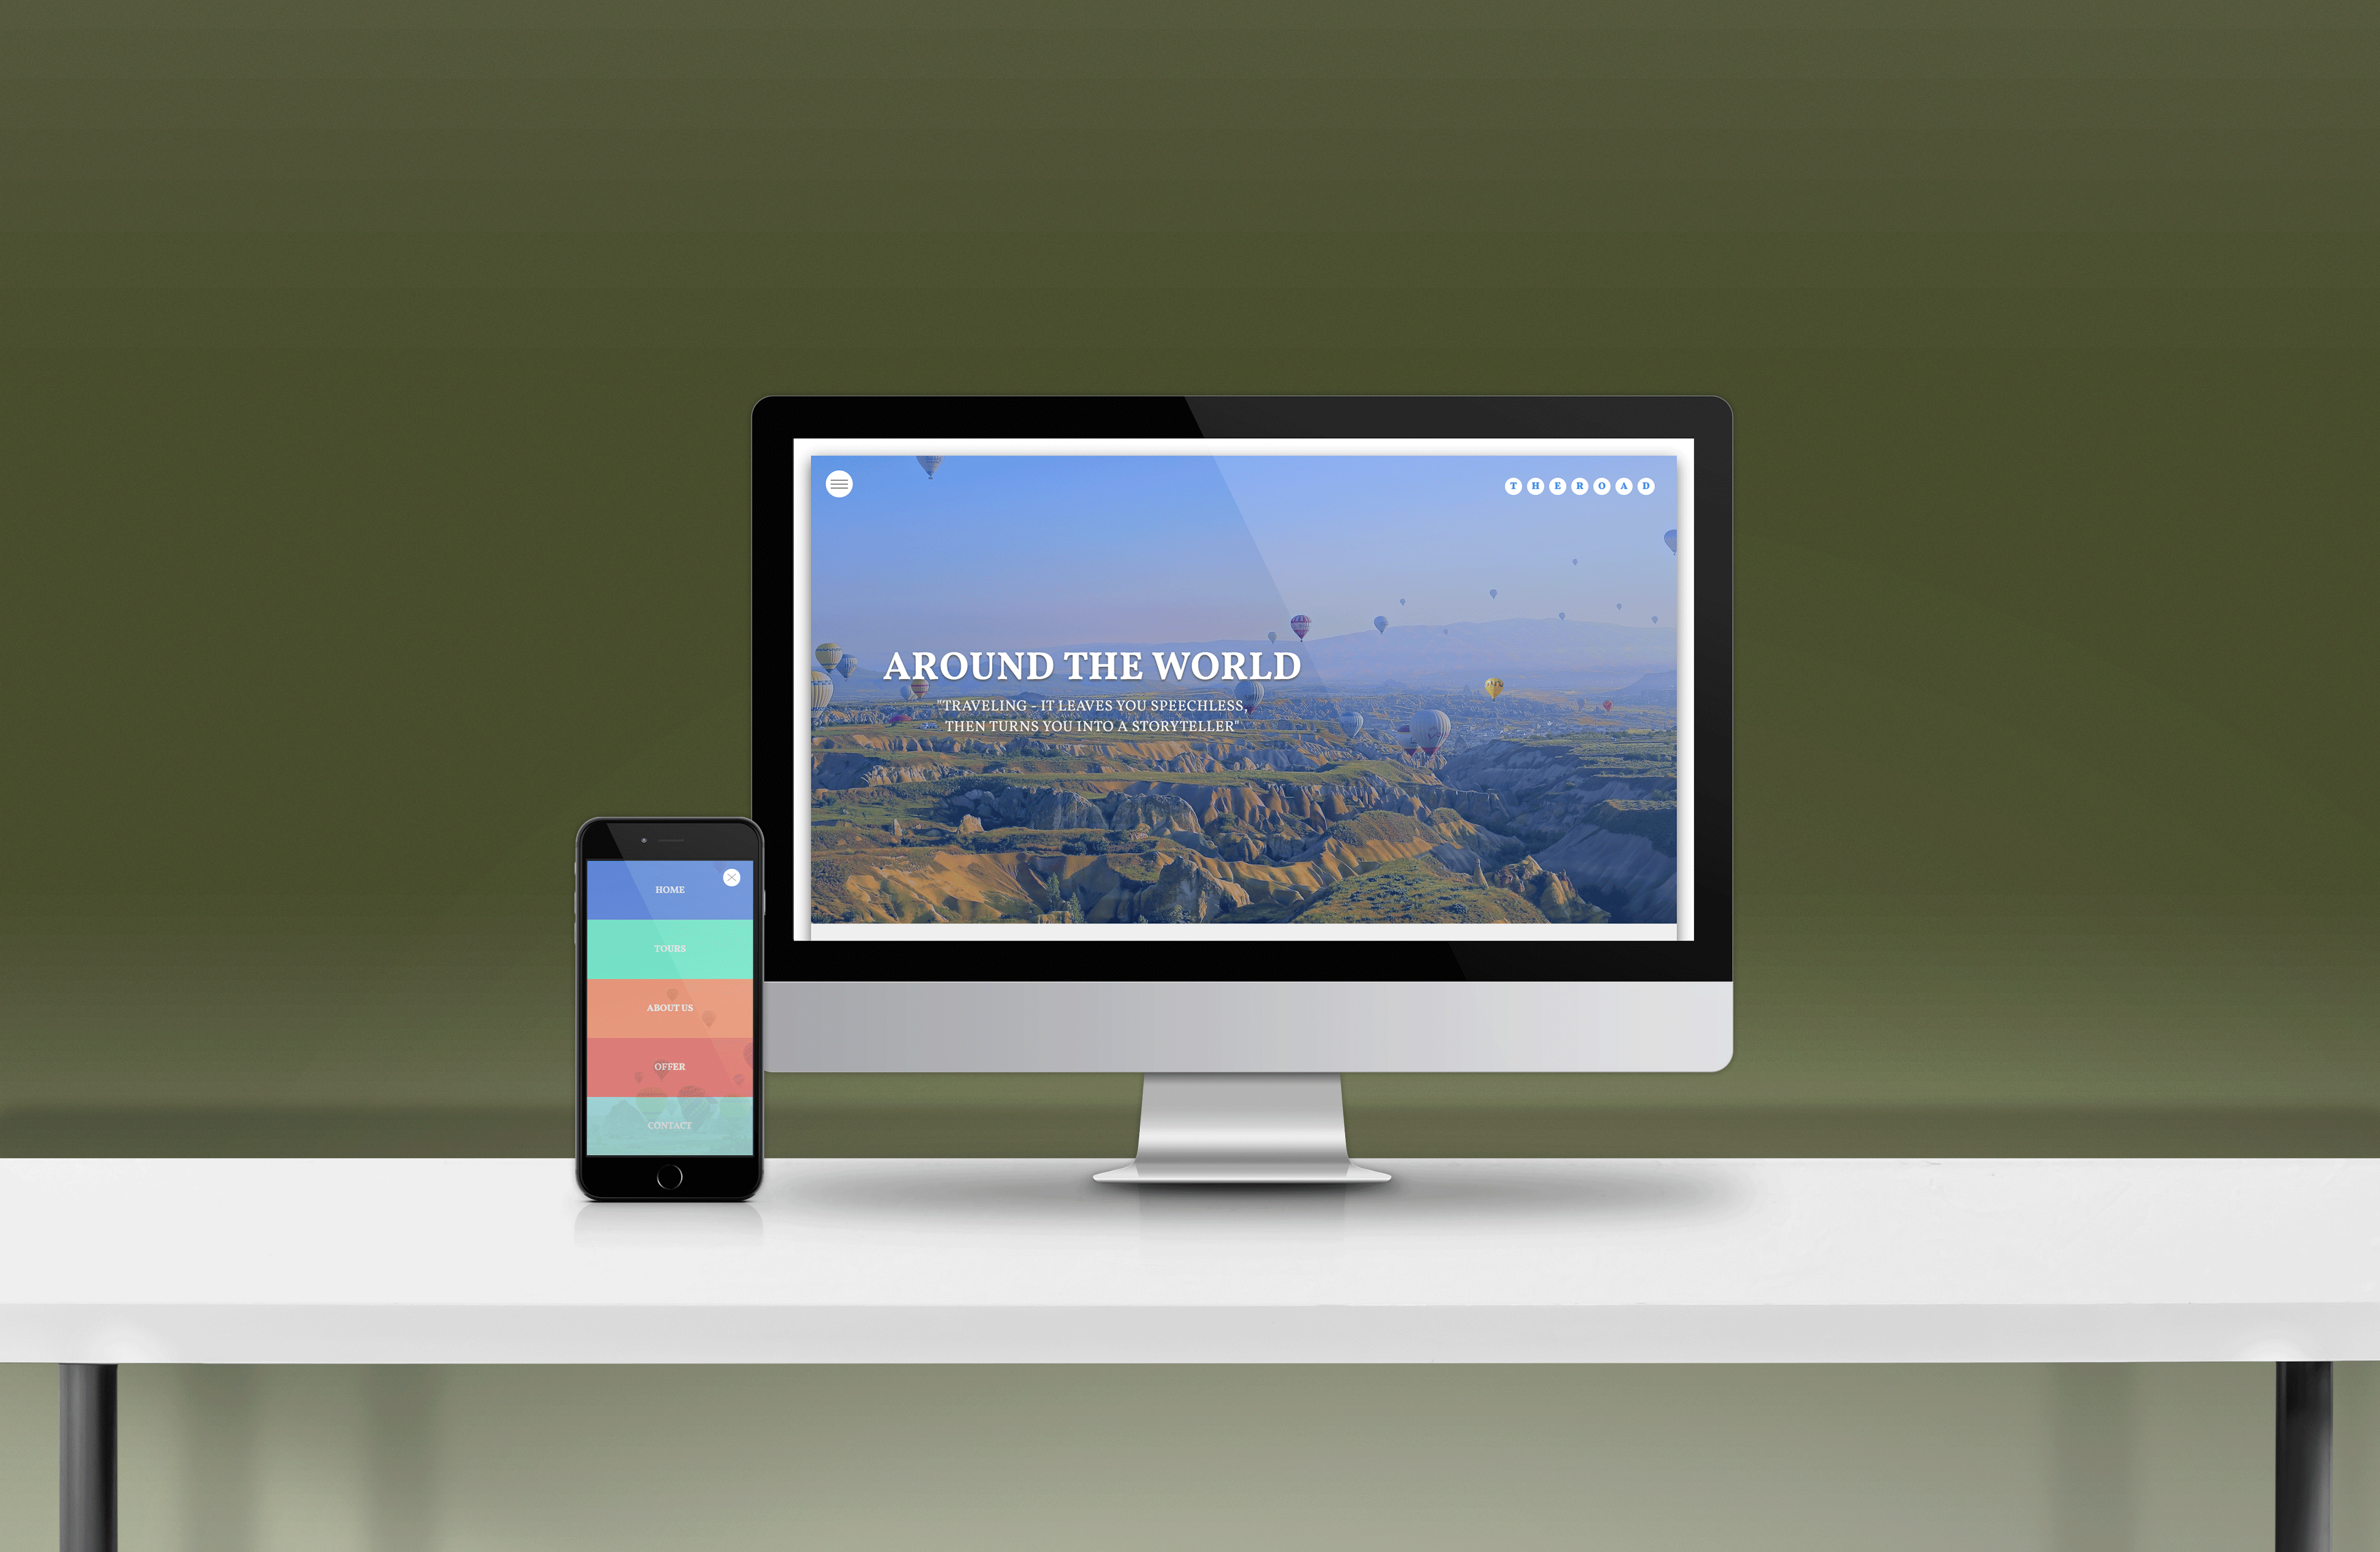 THEROAD
AROUND THE WORLD
"TRAVELING - IT LEAVES YOU SPEECHLESS,
THEN TURNS YOU INTO A STORYTELLER"
HOME
TOURS
ABOUT US
OFFER
CONTACT